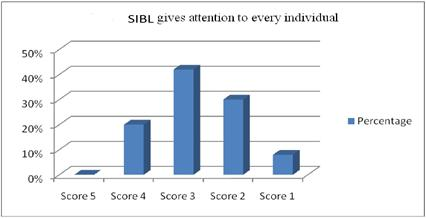 SIBL gives attention to every individual
50%
40%
30%
20%
10%
0%
Score 5 Score 4 Score 3 Score 2 Score 1
Percentage